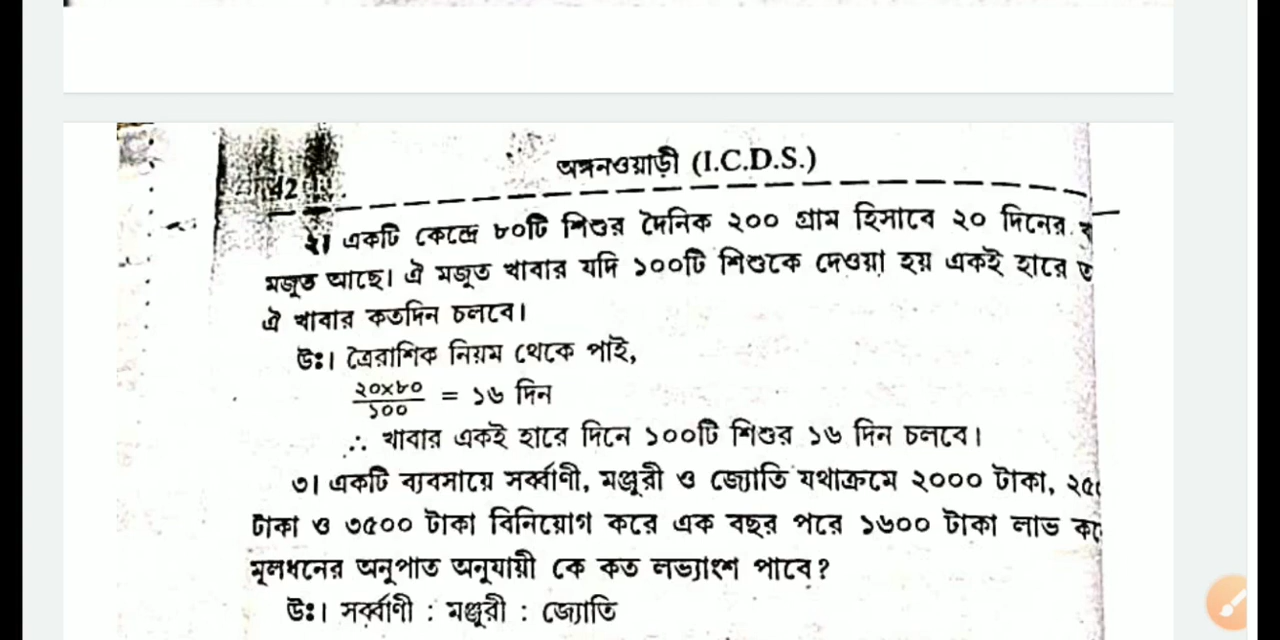 অঙ্গনওয়াড়ী (I.C.D.S.)
২। একটি কেন্দ্রে ৮০টি শিশুর দৈনিক ২০০ গ্রাম হিসাবে ২০ দিনের
মজুত আছে। ঐ মজুত খাবার যদি ১০০টি শিশুকে দেওয়া হয় একই হারে
ঐ খাবার কতদিন চলবে।
উঃ। ত্রৈরাশিক নিয়ম থেকে পাই,
২০×৮০
১০০
= ১৬ দিন
∴ খাবার একই হারে দিনে ১০০টি শিশুর ১৬ দিন চলবে।
৩। একটি ব্যবসায়ে সর্ব্বাণী, মঞ্জুরী ও জ্যোতি যথাক্রমে ২০০০ টাকা,
টাকা ও ৩৫০০ টাকা বিনিয়োগ করে এক বছর পরে ১৬০০ টাকা লাভ
মূলধনের অনুপাত অনুযায়ী কে কত লভ্যাংশ পাবে?
উঃ। সর্ব্বাণী : মঞ্জুরী : জ্যোতি